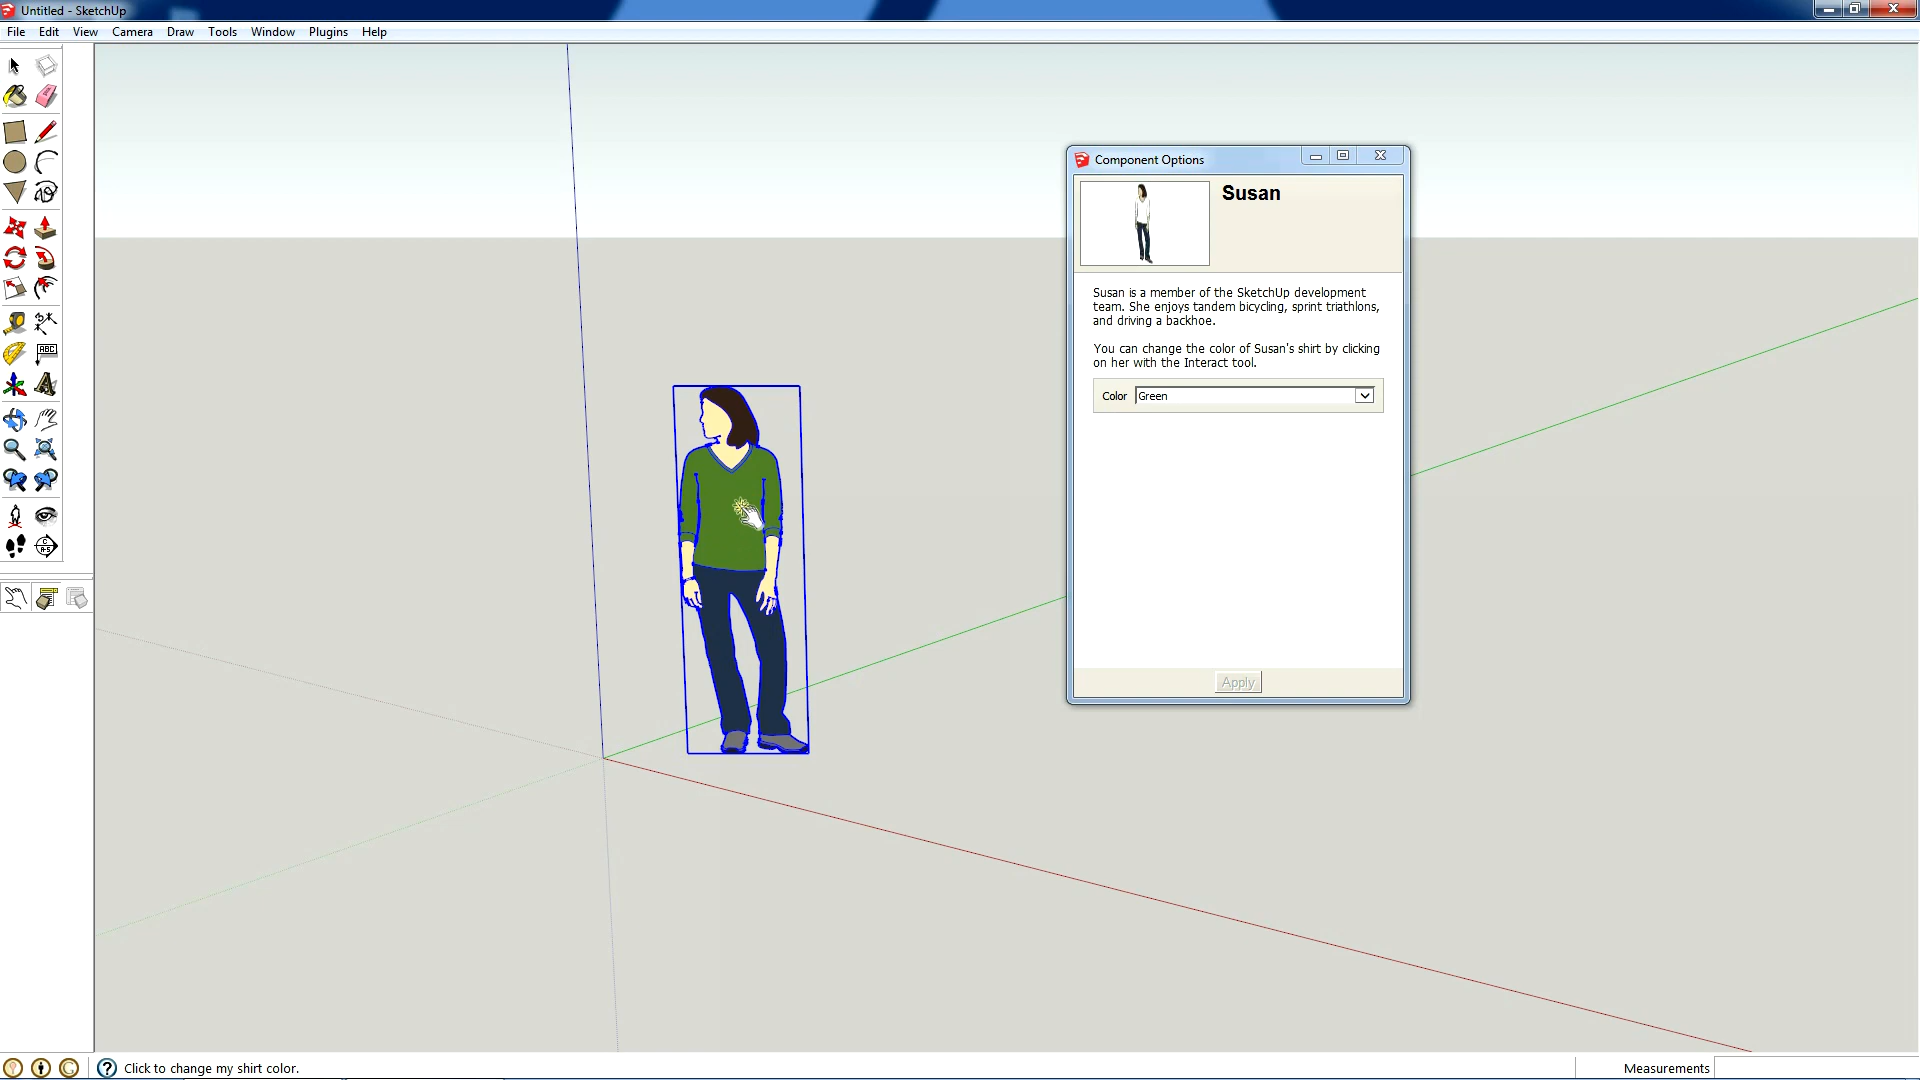 Untitled - SketchUp
File Edit View Camera Draw Tools Window Plugins Help
Component Options
Susan
Susan is a member of the SketchUp development
team. She enjoys tandem bicycling, sprint triathlons,
and driving a backhoe.
You can change the color of Susan's shirt by clicking
on her with the Interact tool.
Color Green
Apply
ABC
A
C
A-5
Click to change my shirt color.
Measurements